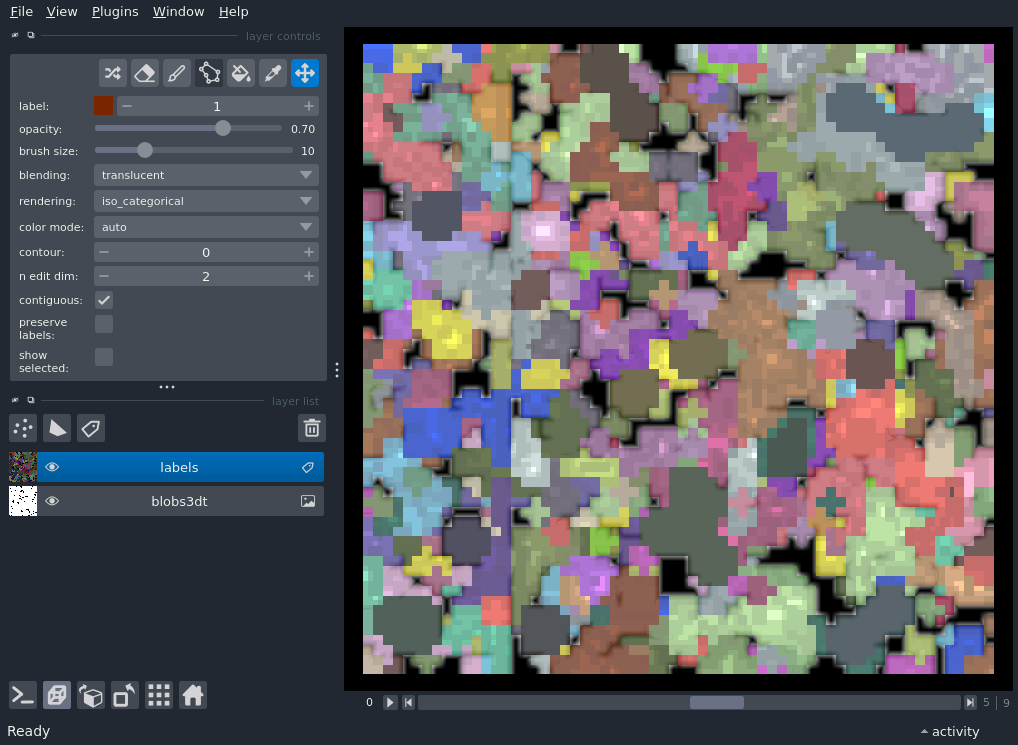 File View Plugins Window Help
layer controls
label: 1
opacity: 0.70
brush size: 10
blending: translucent
rendering: iso_categorical
color mode: auto
contour: 0
n edit dim: 2
contiguous:
preserve
labels:
show
selected:
layer list
labels
blobs3dt
0 5 9
Ready activity